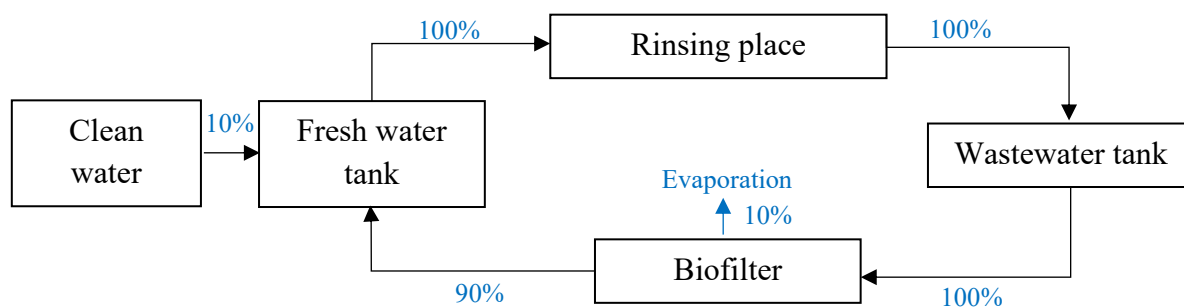 100%
Rinsing place
100%
Clean
water
10%
Fresh water
tank
Wastewater tank
Evaporation
10%
Biofilter
90%
100%